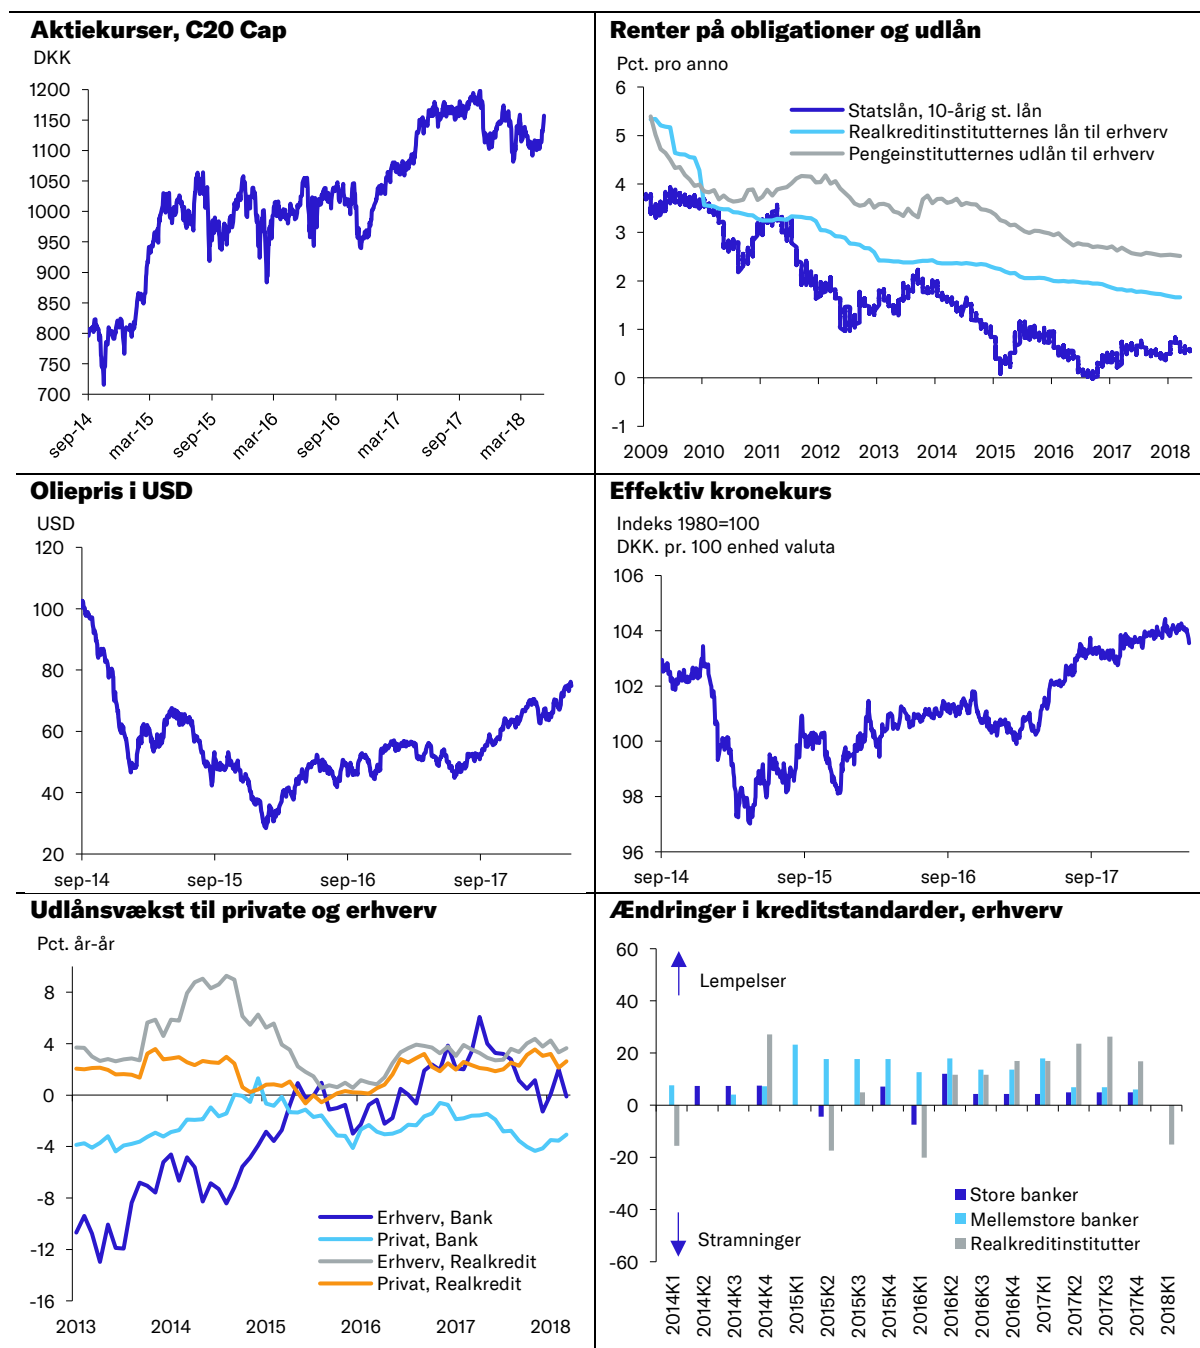 Aktiekurser, C20 Cap
DKK
1200
1150
1100
1050
1000
950
900
850
800
750
700
sep-14
mar-15
sep-15
mar-16
sep-16
mar-17
sep-17
mar-18
Renter på obligationer og udlån
Pct. pro anno
6
5
4
3
2
1
0
-1
Statslån, 10-årig st. lån
Realkreditinstitutternes lån til erhverv
Pengeinstitutternes udlån til erhverv
2009 2010 2011 2012 2013 2014 2015 2016 2017 2018
Oliepris i USD
USD
120
100
80
60
40
20
sep-14 sep-15 sep-16 sep-17
Effektiv kronekurs
Indeks 1980=100
DKK. pr. 100 enhed valuta
106
104
102
100
98
96
sep-14 sep-15 sep-16 sep-17
Udlånsvækst til private og erhverv
Pct. år-år
8
4
0
-4
-8
-12
-16
Erhverv, Bank
Privat, Bank
Erhverv, Realkredit
Privat, Realkredit
2013 2014 2015 2016 2017 2018
Ændringer i kreditstandarder, erhverv
60
40
20
0
-20
-40
-60
Lempelser
Store banker
Mellemstore banker
Realkreditinstitutter
Stramninger
2014K1
2014K2
2014K3
2014K4
2015K1
2015K2
2015K3
2015K4
2016K1
2016K2
2016K3
2016K4
2017K1
2017K2
2017K3
2017K4
2018K1